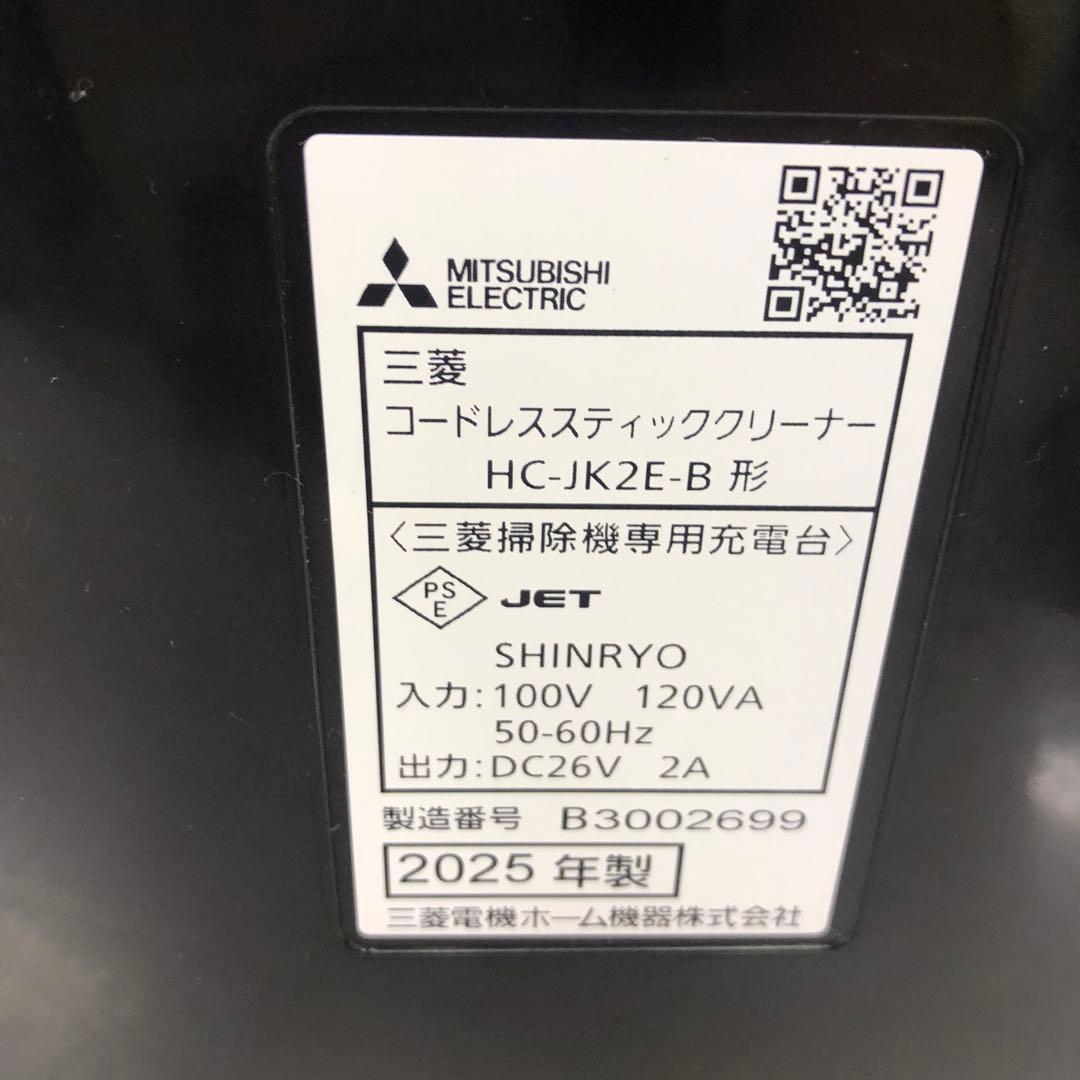 MITSUBISHI
ELECTRIC
三菱
コードレススティッククリーナー
HC-JK2E-B 形
〈三菱掃除機専用充電台〉
PS
E
JET
SHINRYO
入力:100V 120VA
50-60Hz
出力:DC26V 2A
製造番号 B3002699
2025 年製
三菱電機ホーム機器株式会社